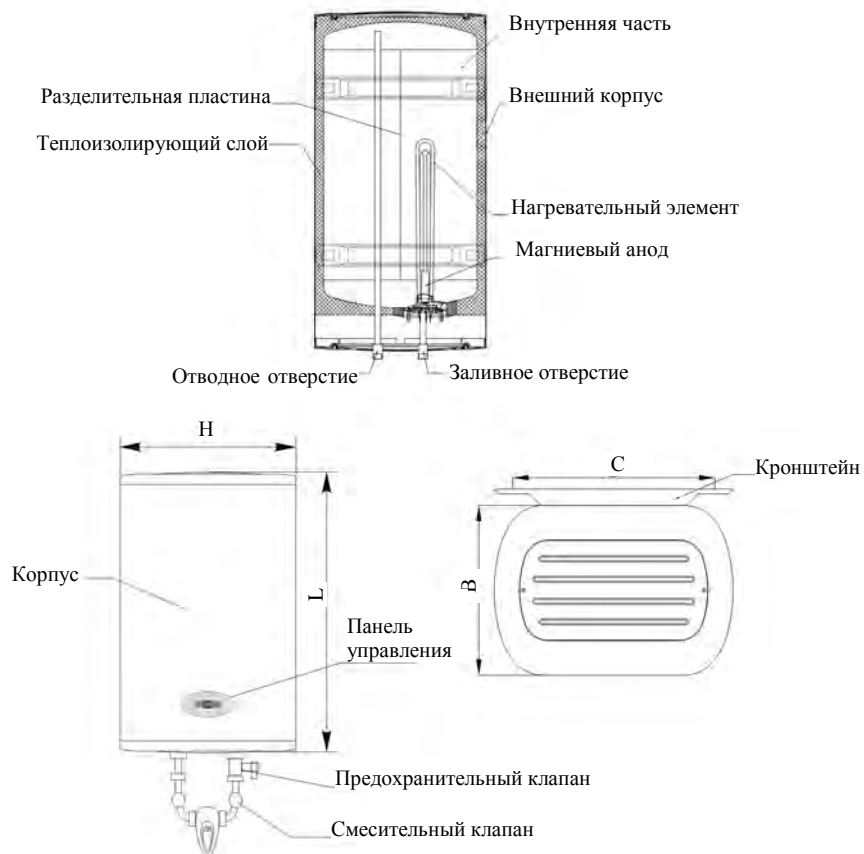 Внутренняя часть
Разделительная пластина
Внешний корпус
Теплоизолирующий слой
Нагревательный элемент
Магниевый анод
Отводное отверстие
Заливное отверстие
H
C
Кронштейн
Корпус
L
B
Панель
управления
Предохранительный клапан
Смесительный клапан